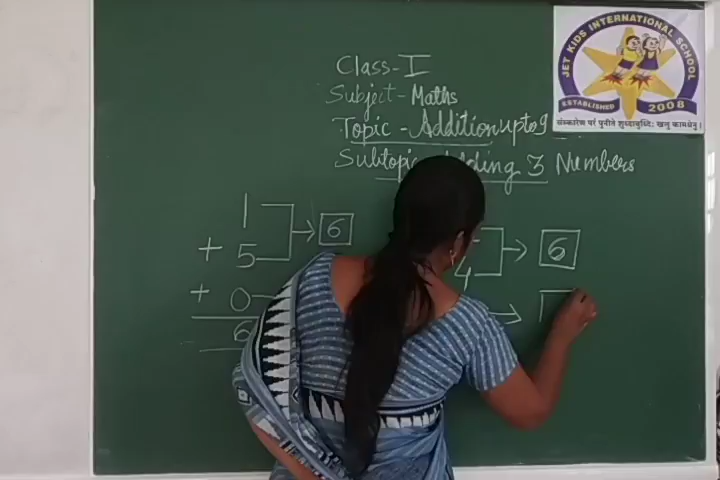 Class-I
Subject-Maths
Topic - Addition upto 9
Subtopic Adding 3 Numbers
1
+ 5
6
+ 0
6
4
6
JET KIDS INTERNATIONAL SCHOOL
ESTABLISHED 2008